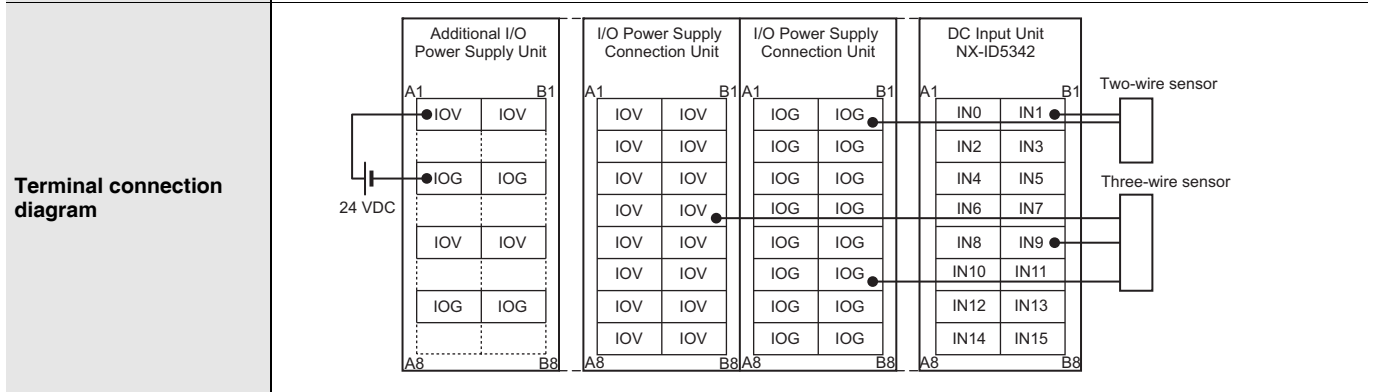 Terminal connection
diagram
Additional I/O
Power Supply Unit
I/O Power Supply
Connection Unit
I/O Power Supply
Connection Unit
DC Input Unit
NX-ID5342
A1 B1 A1 B1 A1 B1 A1 B1
Two-wire sensor
IOV IOV IOV IOV IOG IOG IN0 IN1
IOV IOV IOG IOG IN2 IN3
IOG IOG IOV IOV IOG IOG IN4 IN5
Three-wire sensor
24 VDC
IOV IOV IOG IOG IN6 IN7
IOV IOV IOV IOV IOG IOG IN8 IN9
IOV IOV IOG IOG IN10 IN11
IOG IOG IOV IOV IOG IOG IN12 IN13
IOV IOV IOG IOG IN14 IN15
A8 B8 A8 B8 A8 B8 A8 B8